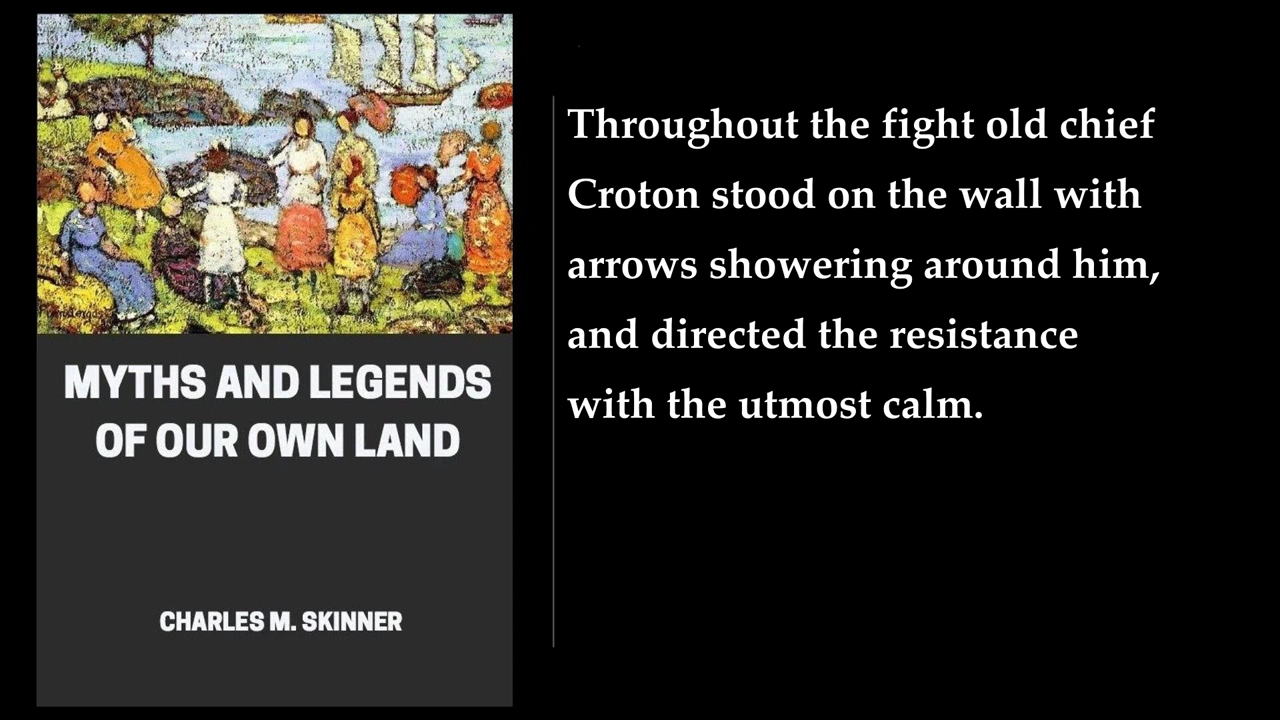 MYTHS AND LEGENDS
OF OUR OWN LAND
CHARLES M. SKINNER
Throughout the fight old chief
Croton stood on the wall with
arrows showering around him,
and directed the resistance
with the utmost calm.